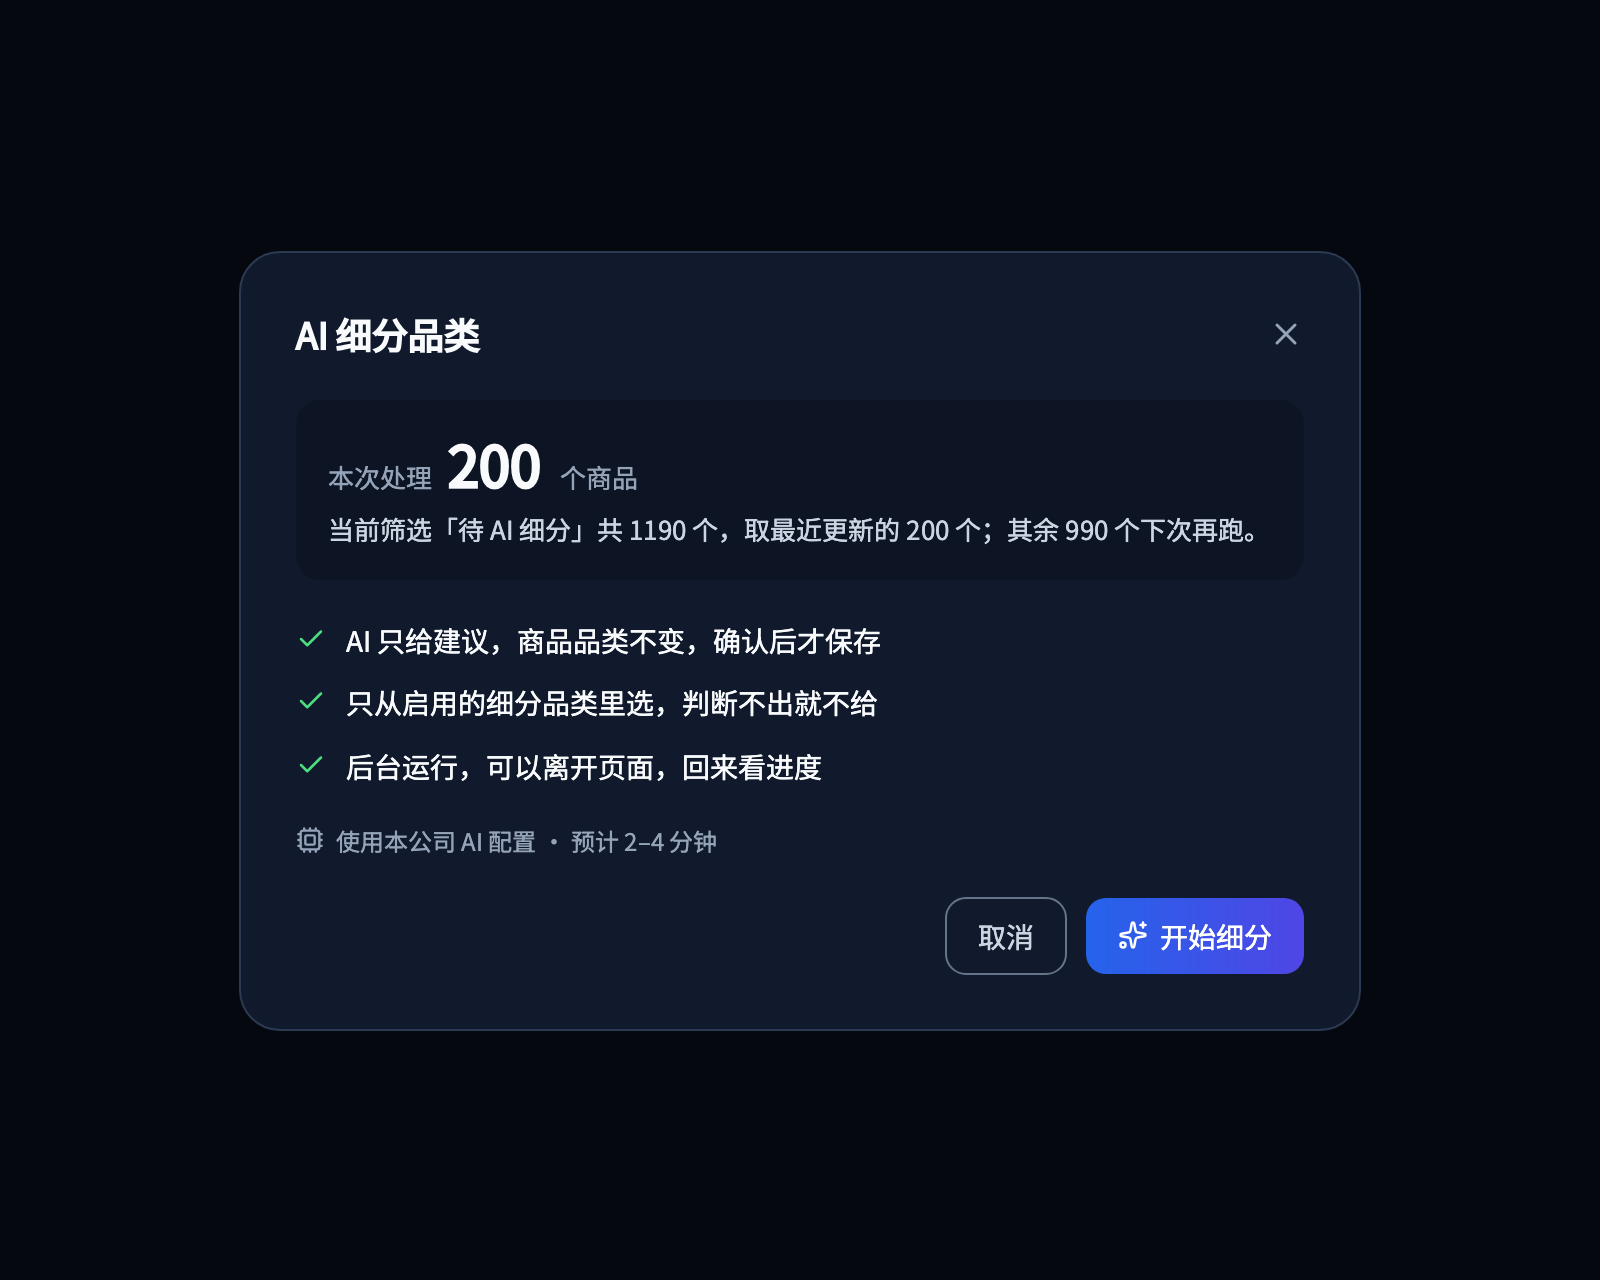 AI 细分品类
本次处理 200 个商品
当前筛选「待 AI 细分」共 1190 个，取最近更新的 200 个；其余 990 个下次再跑。
AI 只给建议，商品品类不变，确认后才保存
只从启用的细分品类里选，判断不出就不给
后台运行，可以离开页面，回来看进度
使用本公司 AI 配置 · 预计 2–4 分钟
取消
开始细分